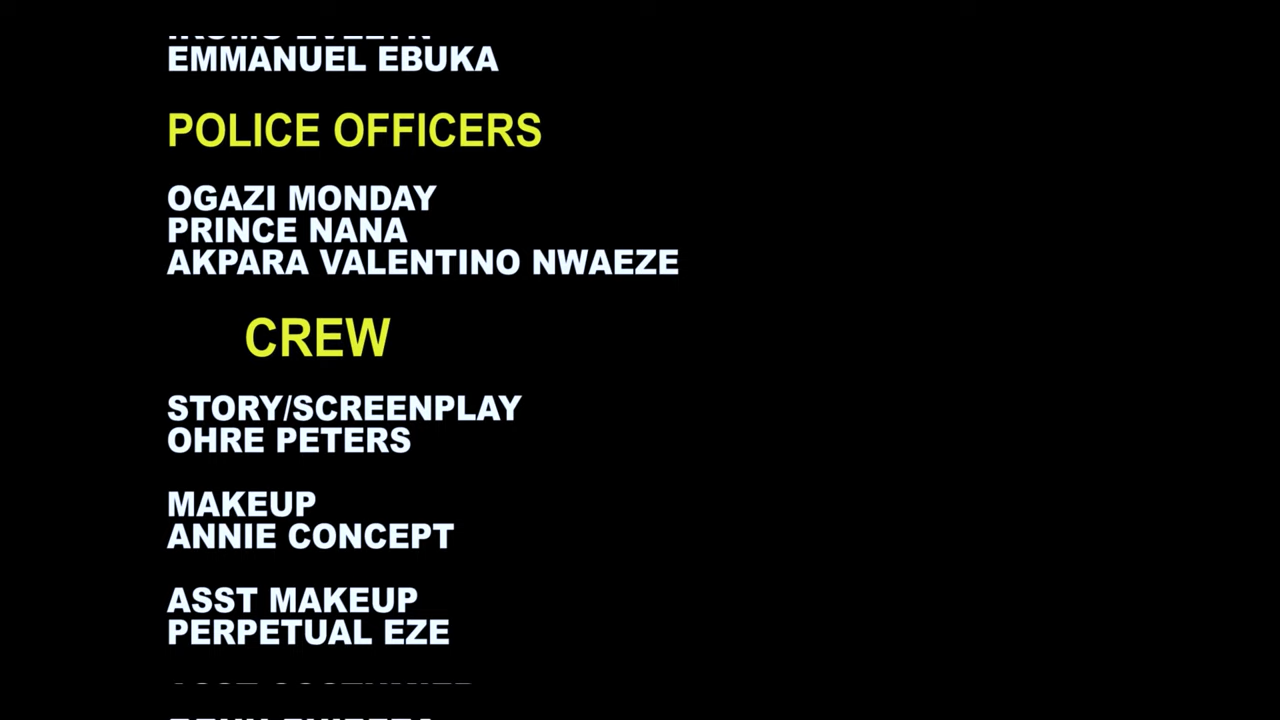 EMMANUEL EBUKA
POLICE OFFICERS
OGAZI MONDAY
PRINCE NANA
AKPARA VALENTINO NWAEZE
CREW
STORY/SCREENPLAY
OHRE PETERS
MAKEUP
ANNIE CONCEPT
ASST MAKEUP
PERPETUAL EZE